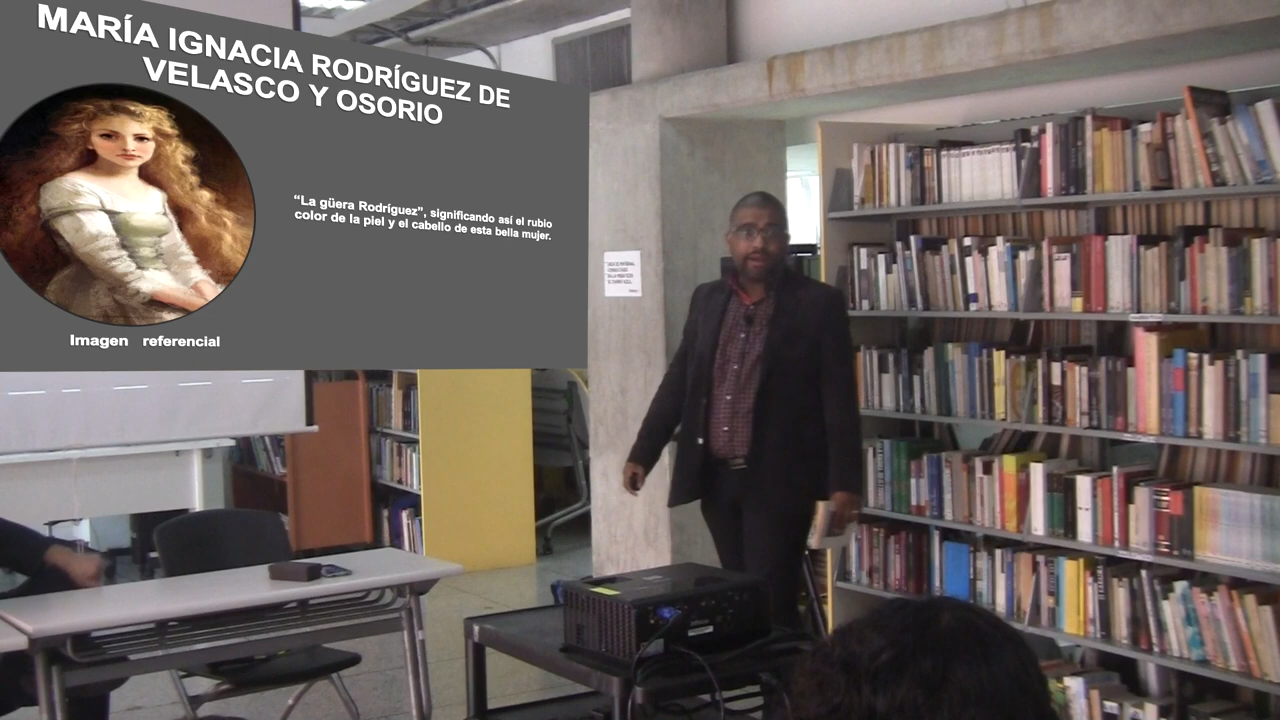 MARÍA IGNACIA RODRÍGUEZ DE
VELASCO Y OSORIO
“La güera Rodríguez”, significando así el rubio
color de la piel y el cabello de esta bella mujer.
Imagen referencial